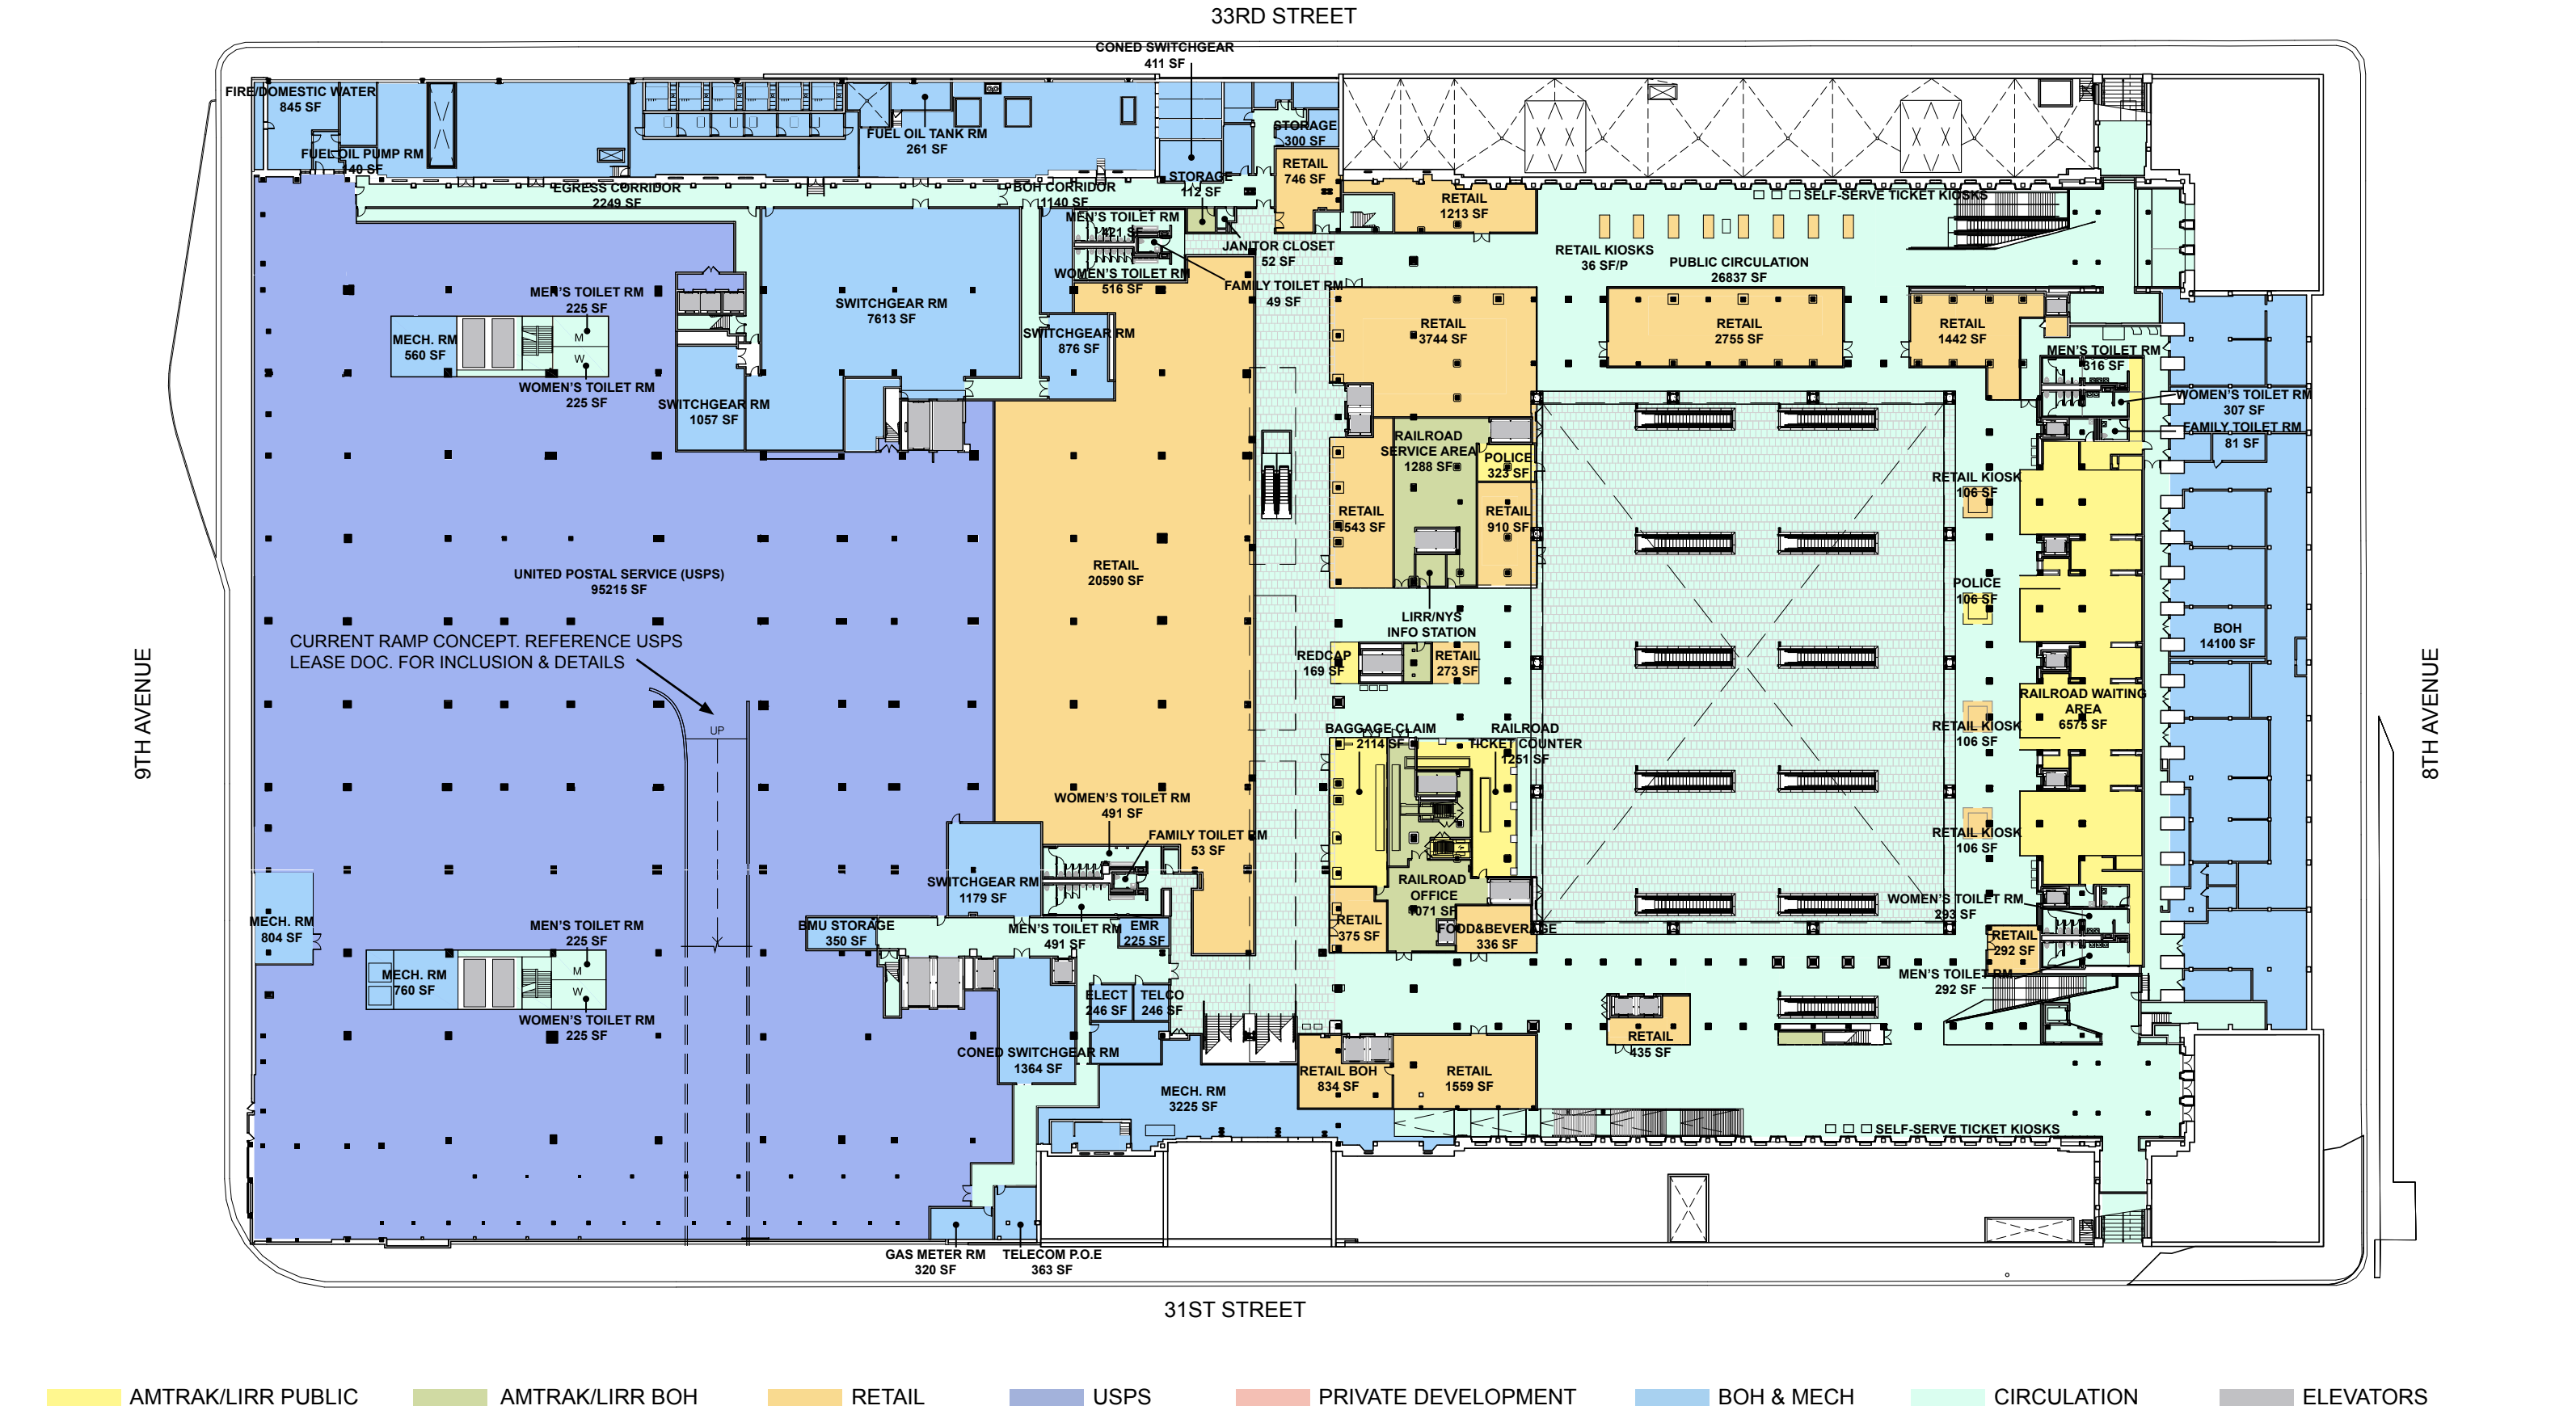 33RD STREET
CONED SWITCHGEAR
411 SF
FIRE/DOMESTIC WATER
845 SF
FUEL OIL PUMP RM
140 SF
FUEL OIL TANK RM
261 SF
STORAGE
300 SF
RETAIL
746 SF
STORAGE
112 SF
EGRESS CORRIDOR
2249 SF
BOH CORRIDOR
1140 SF
RETAIL
1213 SF
SELF-SERVE TICKET KIOSKS
MEN'S TOILET RM
JANITOR CLOSET
52 SF
WOMEN'S TOILET RM
516 SF
FAMILY TOILET RM
49 SF
RETAIL KIOSKS
36 SF/P
PUBLIC CIRCULATION
26837 SF
MEN'S TOILET RM
225 SF
M
W
MECH. RM
560 SF
WOMEN'S TOILET RM
225 SF
SWITCHGEAR RM
7613 SF
SWITCHGEAR RM
876 SF
SWITCHGEAR RM
1057 SF
RETAIL
3744 SF
RETAIL
2755 SF
RETAIL
1442 SF
MEN'S TOILET RM
316 SF
WOMEN'S TOILET RM
307 SF
FAMILY TOILET RM
81 SF
RAILROAD
SERVICE AREA
1288 SF
POLICE
323 SF
RETAIL
1543 SF
RETAIL
910 SF
RETAIL KIOSK
106 SF
UNITED POSTAL SERVICE (USPS)
95215 SF
RETAIL
20590 SF
LIRR/NYS
INFO STATION
POLICE
106 SF
BOH
14100 SF
CURRENT RAMP CONCEPT. REFERENCE USPS
LEASE DOC. FOR INCLUSION & DETAILS
UP
REDCAP
169 SF
RETAIL
273 SF
RAILROAD WAITING
AREA
6575 SF
9TH AVENUE
8TH AVENUE
BAGGAGE CLAIM
2114 SF
RAILROAD
TICKET COUNTER
1251 SF
RETAIL KIOSK
106 SF
WOMEN'S TOILET RM
491 SF
FAMILY TOILET RM
53 SF
RETAIL KIOSK
106 SF
SWITCHGEAR RM
1179 SF
RAILROAD
OFFICE
1071 SF
WOMEN'S TOILET RM
293 SF
MECH. RM
804 SF
MEN'S TOILET RM
225 SF
BMU STORAGE
350 SF
MEN'S TOILET RM
491 SF
EMR
225 SF
RETAIL
375 SF
FOOD&BEVERAGE
336 SF
RETAIL
292 SF
MEN'S TOILET RM
292 SF
MECH. RM
760 SF
M
W
WOMEN'S TOILET RM
225 SF
ELECT
246 SF
TELCO
246 SF
RETAIL
435 SF
CONED SWITCHGEAR RM
1364 SF
MECH. RM
3225 SF
RETAIL BOH
834 SF
RETAIL
1559 SF
SELF-SERVE TICKET KIOSKS
GAS METER RM
320 SF
TELECOM P.O.E
363 SF
31ST STREET
AMTRAK/LIRR PUBLIC
AMTRAK/LIRR BOH
RETAIL
USPS
PRIVATE DEVELOPMENT
BOH & MECH
CIRCULATION
ELEVATORS